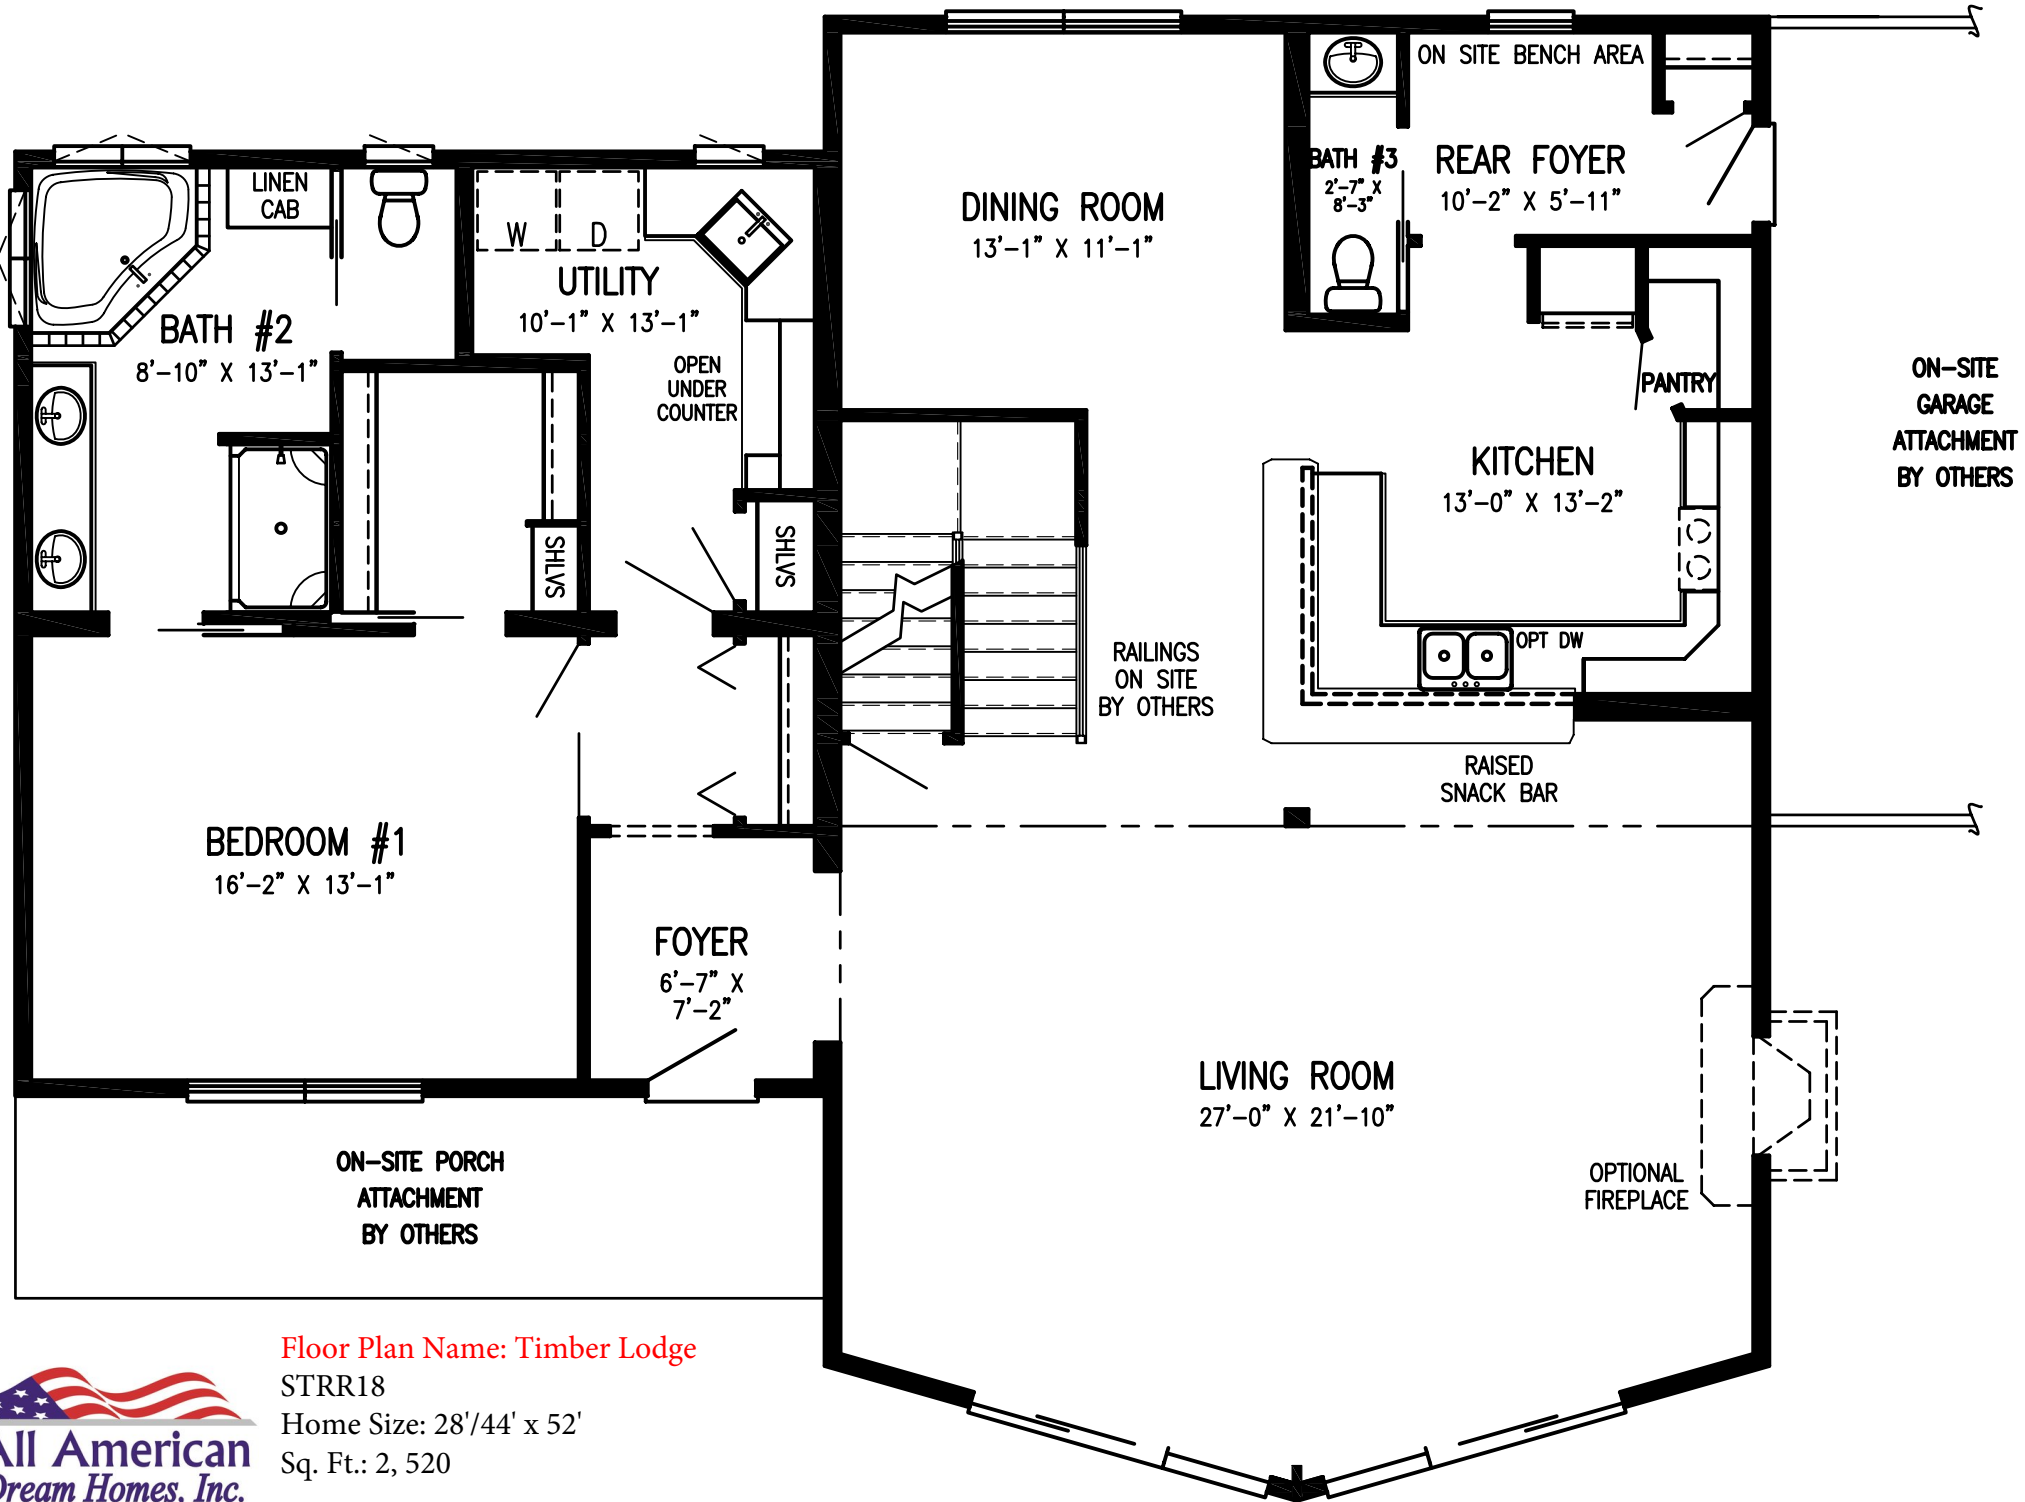 ON SITE BENCH AREA
LINEN
CAB
W
D
UTILITY
10'-1" X 13'-1"
BATH #2
8'-10" X 13'-1"
OPEN
UNDER
COUNTER
SHLVS
SHLVS
DINING ROOM
13'-1" X 11'-1"
BATH #3
2'-7" X
8'-3"
REAR FOYER
10'-2" X 5'-11"
PANTRY
KITCHEN
13'-0" X 13'-2"
ON-SITE
GARAGE
ATTACHMENT
BY OTHERS
OPT DW
RAILINGS
ON SITE
BY OTHERS
RAISED
SNACK BAR
BEDROOM #1
16'-2" X 13'-1"
FOYER
6'-7" X
7'-2"
LIVING ROOM
27'-0" X 21'-10"
OPTIONAL
FIREPLACE
ON-SITE PORCH
ATTACHMENT
BY OTHERS
Floor Plan Name: Timber Lodge
STRR18
Home Size: 28'/44' x 52'
Sq. Ft.: 2, 520
All American
Dream Homes, Inc.